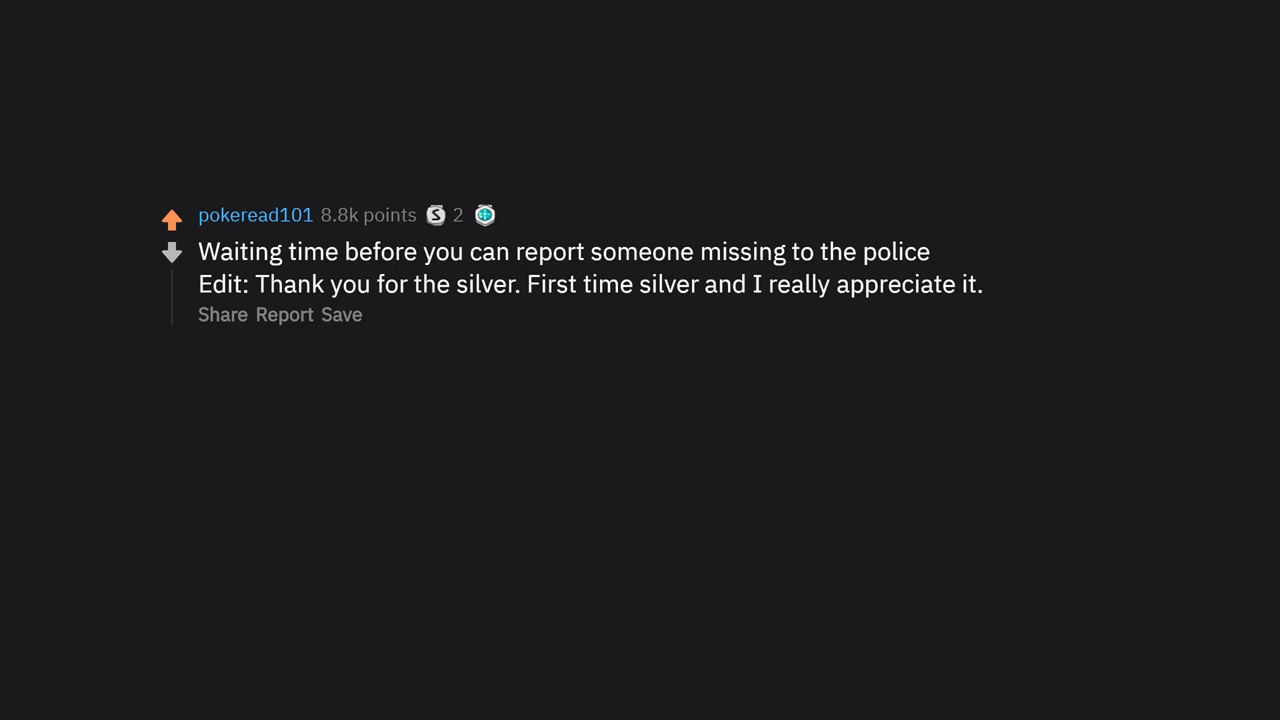 pokeread101 8.8k points S 2
Waiting time before you can report someone missing to the police
Edit: Thank you for the silver. First time silver and I really appreciate it.
Share Report Save